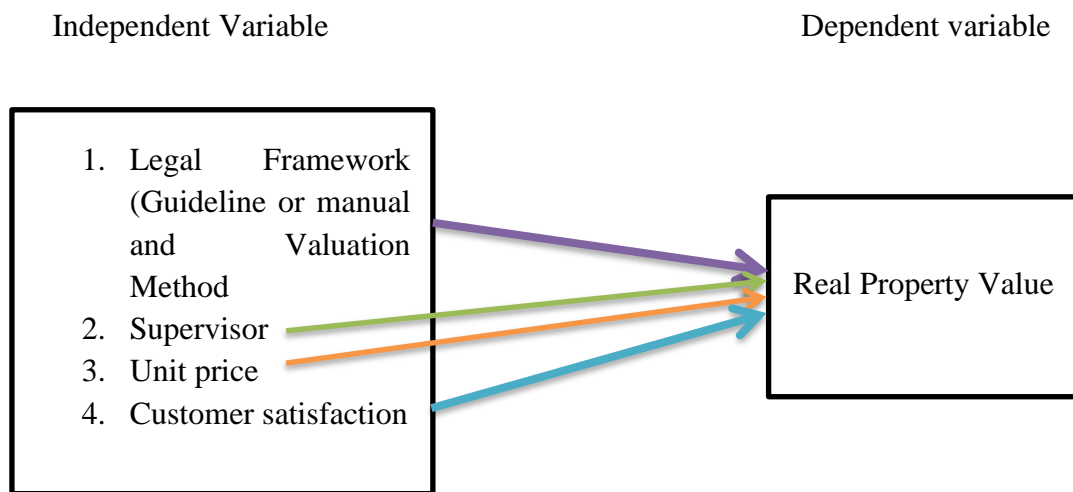 Independent Variable
Dependent variable
1. Legal Framework
(Guideline or manual
and Valuation
Method
2. Supervisor
3. Unit price
4. Customer satisfaction
Real Property Value